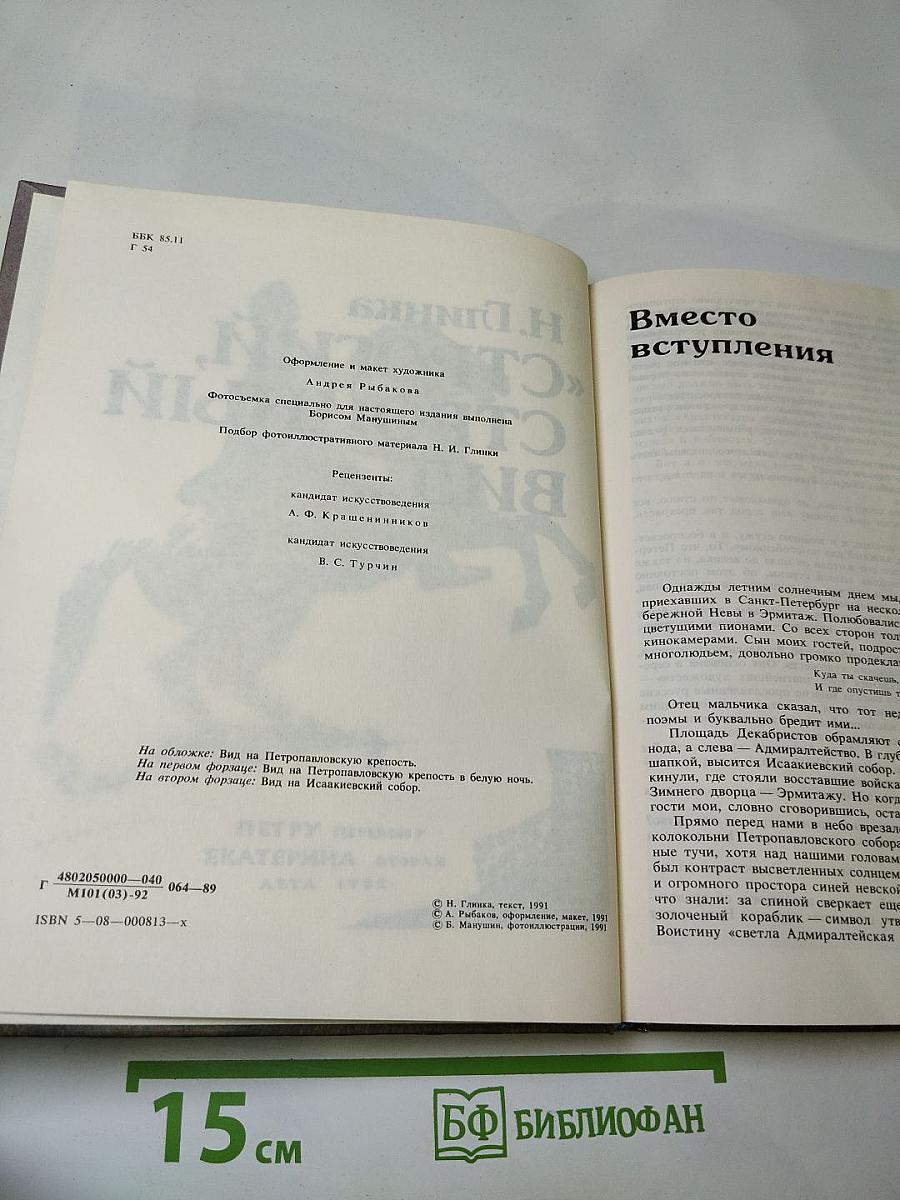 ББК 85.11
Г 54
Оформление и макет художника
Андрея Рыбакова
Фотосъемка специально для настоящего издания выполнена
Борисом Манушиным
Подбор фотоиллюстративного материала Н. И. Глинки
Рецензенты:
кандидат искусствоведения
А. Ф. Крашенинников
кандидат искусствоведения
В. С. Турчин
На обложке: Вид на Петропавловскую крепость.
На первом форзаце: Вид на Петропавловскую крепость в белую ночь.
На втором форзаце: Вид на Исаакиевский собор.
Г 4802050000—040
М101(03)-92
064—89
ISBN 5—08—000813—х
© Н. Глинка, текст, 1991
© А. Рыбаков, оформление, макет, 1991
© Б. Манушин, фотоиллюстрации, 1991
Вместо
вступления
Однажды летним солнечным днем мы,
приехавших в Санкт-Петербург на неско
бережной Невы в Эрмитаж. Полюбовалис
цветущими пионами. Со всех сторон тол
кинокамерами. Сын моих гостей, подрост
многолюдьем, довольно громко продекла
Куда ты скачешь,
И где опустишь т
Отец мальчика сказал, что тот нед
поэмы и буквально бредит ими...
Площадь Декабристов обрамляют с
нода, а слева — Адмиралтейство. В глуб
шапкой, высится Исаакиевский собор.
кинули, где стояли восставшие войска
Зимнего дворца — Эрмитажу. Но когд
гости мои, словно сговорившись, оста
Прямо перед нами в небо врезал
колокольни Петропавловского собора
ные тучи, хотя над нашими головам
был контраст высветленных солнцем
и огромного простора синей невской
что знали: за спиной сверкает еще
золоченый кораблик — символ утв
Воистину «светла Адмиралтейская
15 см
БФ БИБЛИОФАН